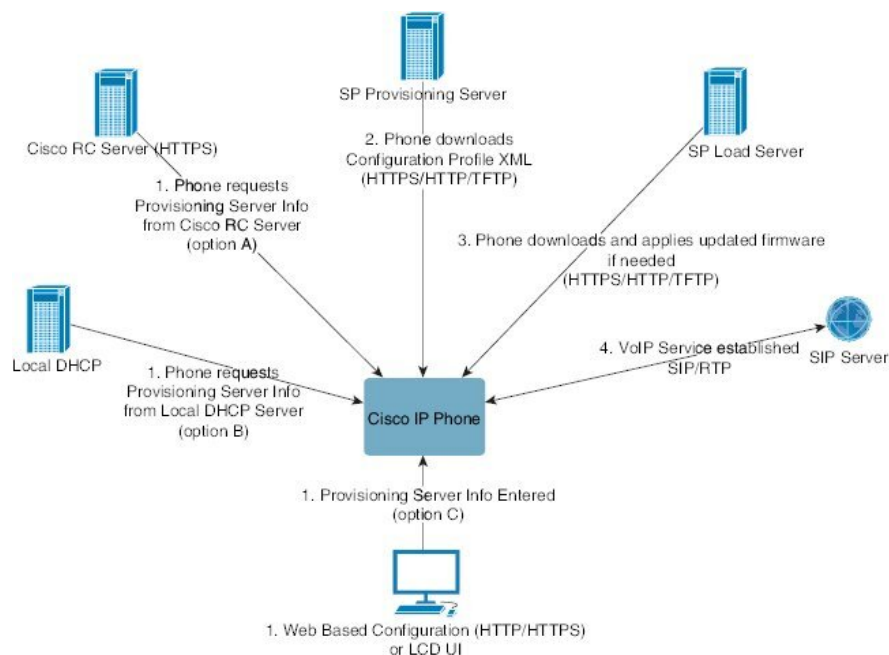 SP Provisioning Server
Cisco RC Server (HTTPS)
SP Load Server
2. Phone downloads
Configuration Profile XML
(HTTPS/HTTP/TFTP)
1. Phone requests
Provisioning Server Info
from Cisco RC Server
(option A)
3. Phone downloads and applies updated firmware
if needed
(HTTPS/HTTP/TFTP)
Local DHCP
1. Phone requests
Provisioning Server Info
from Local DHCP Server
(option B)
4. VoIP Service established
SIP/RTP
SIP Server
Cisco IP Phone
1. Provisioning Server Info Entered
(option C)
1. Web Based Configuration (HTTP/HTTPS)
or LCD UI